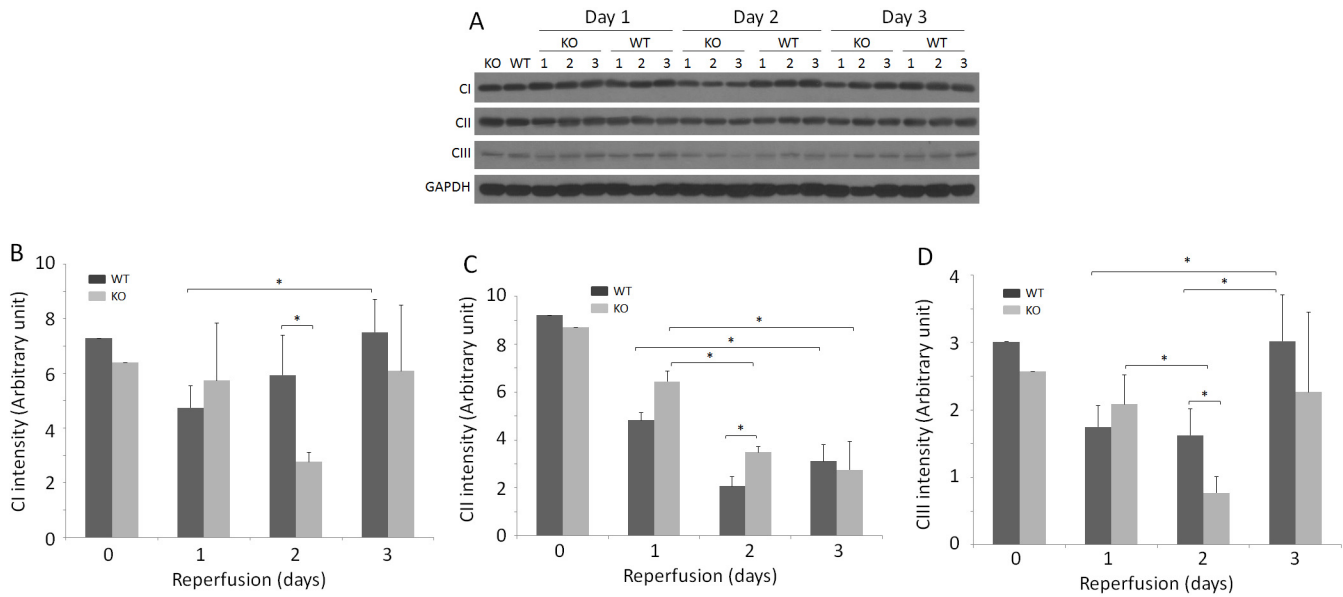 A
Day 1 Day 2 Day 3
KO WT KO WT KO WT
KO WT 1 2 3 1 2 3 1 2 3 1 2 3 1 2 3 1 2 3
CI
CII
CIII
GAPDH
B
CI intensity (Arbitrary unit)
10
8
6
4
2
0
WT
KO
*
*
0 1 2 3
Reperfusion (days)
C
CII intensity (Arbitrary unit)
10
8
6
4
2
0
WT
KO
*
*
*
*
0 1 2 3
Reperfusion (days)
D
CIII intensity (Arbitrary unit)
4
3
2
1
0
WT
KO
*
*
*
*
0 1 2 3
Reperfusion (days)